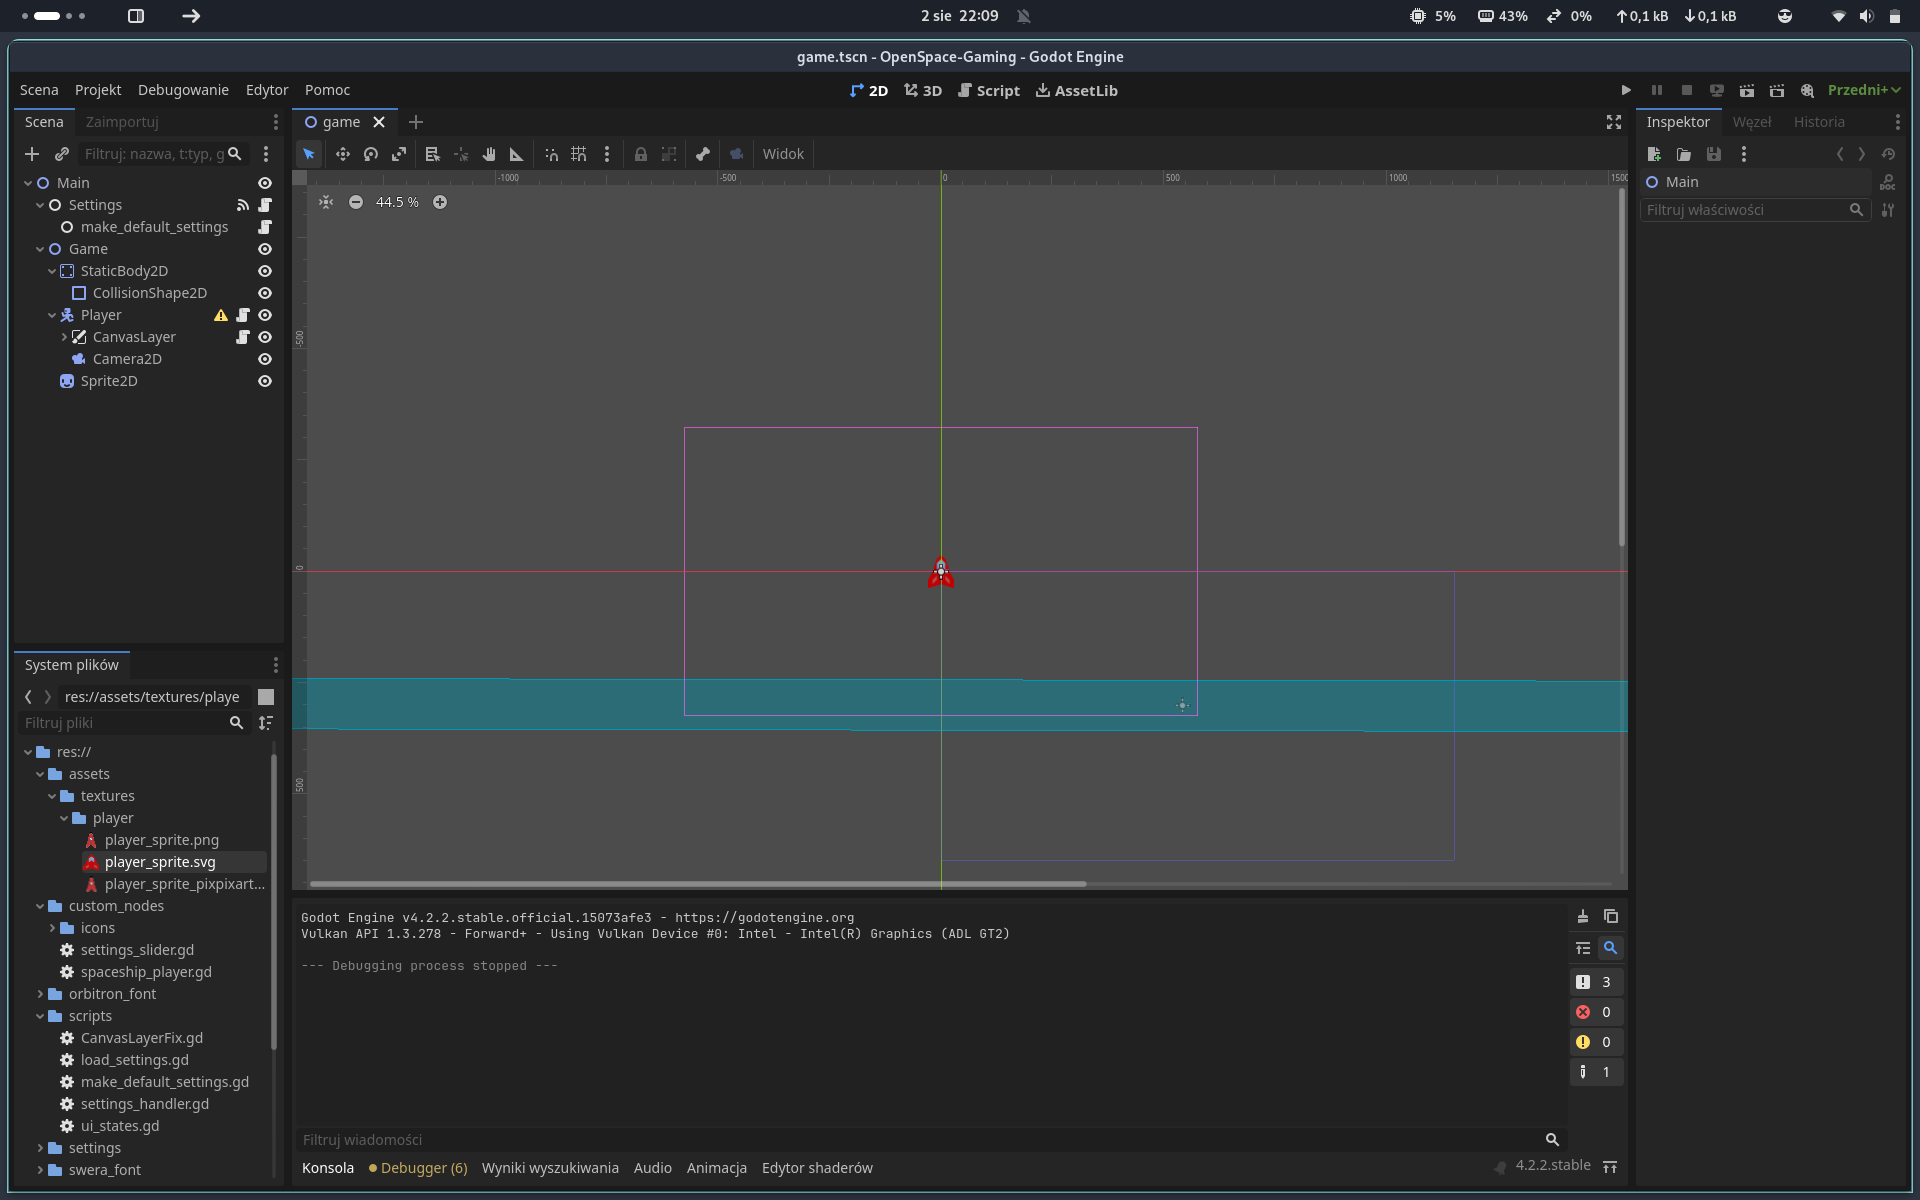 2 sie 22:09
5%
43%
0%
0,1 kB
0,1 kB
game.tscn - OpenSpace-Gaming - Godot Engine
Scena Projekt Debugowanie Edytor Pomoc
2D 3D Script AssetLib
Przedni+
Scena Zaimportuj
Filtruj: nazwa, t:typ, g
Main
Settings
make_default_settings
Game
StaticBody2D
CollisionShape2D
Player
CanvasLayer
Camera2D
Sprite2D
System plików
res://assets/textures/playe
Filtruj pliki
res://
assets
textures
player
player_sprite.png
player_sprite.svg
player_sprite_pixpixart...
custom_nodes
icons
settings_slider.gd
spaceship_player.gd
orbitron_font
scripts
CanvasLayerFix.gd
load_settings.gd
make_default_settings.gd
settings_handler.gd
ui_states.gd
settings
swera_font
game
Widok
-1000 -500 0 500 1000 1500
44.5 %
-500
0
500
Godot Engine v4.2.2.stable.official.15073afe3 - https://godotengine.org
Vulkan API 1.3.278 - Forward+ - Using Vulkan Device #0: Intel - Intel(R) Graphics (ADL GT2)
--- Debugging process stopped ---
3
0
0
1
Filtruj wiadomości
Konsola Debugger (6) Wyniki wyszukiwania Audio Animacja Edytor shaderów
4.2.2.stable
Inspektor Węzeł Historia
Main
DOC
Filtruj właściwości